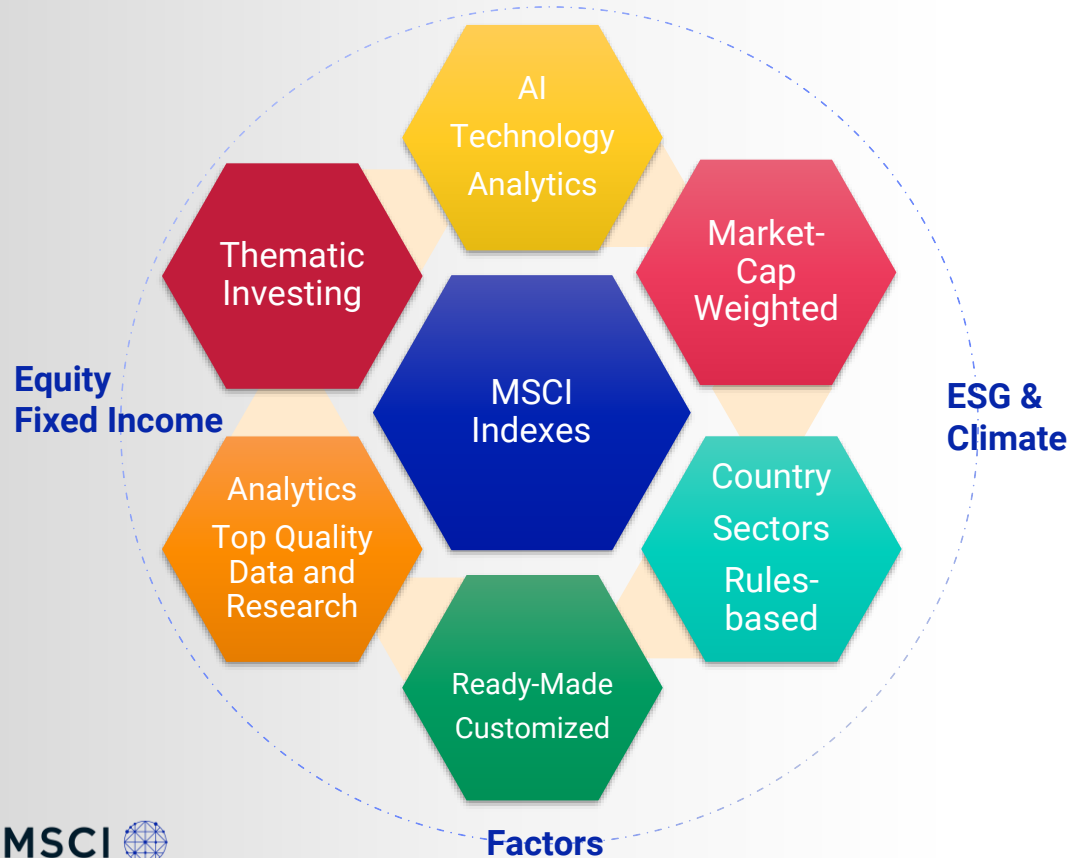 AI
Technology
Analytics
Thematic
Investing
Market-
Cap
Weighted
Equity
Fixed Income
MSCI
Indexes
ESG &
Climate
Analytics
Top Quality
Data and
Research
Country
Sectors
Rules-
based
Ready-Made
Customized
MSCI
Factors